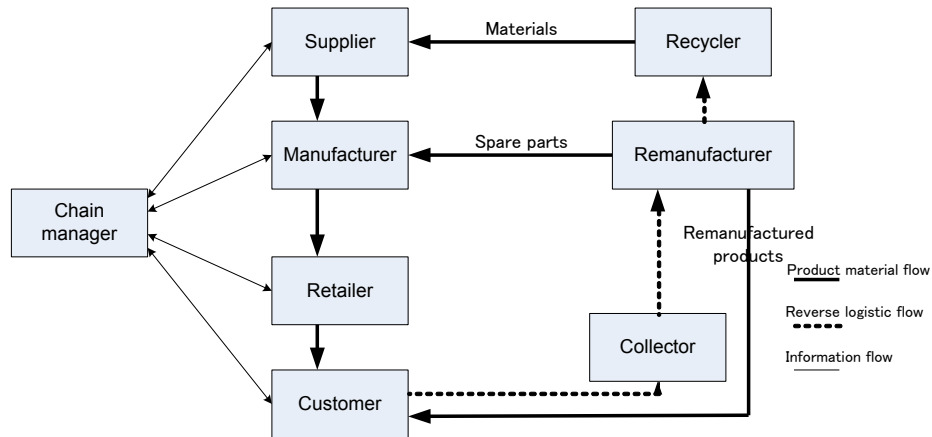 Supplier
Materials
Recycler
Manufacturer
Spare parts
Remanufacturer
Chain
manager
Remanufactured
products
Product material flow
Retailer
Reverse logistic flow
Collector
Information flow
Customer